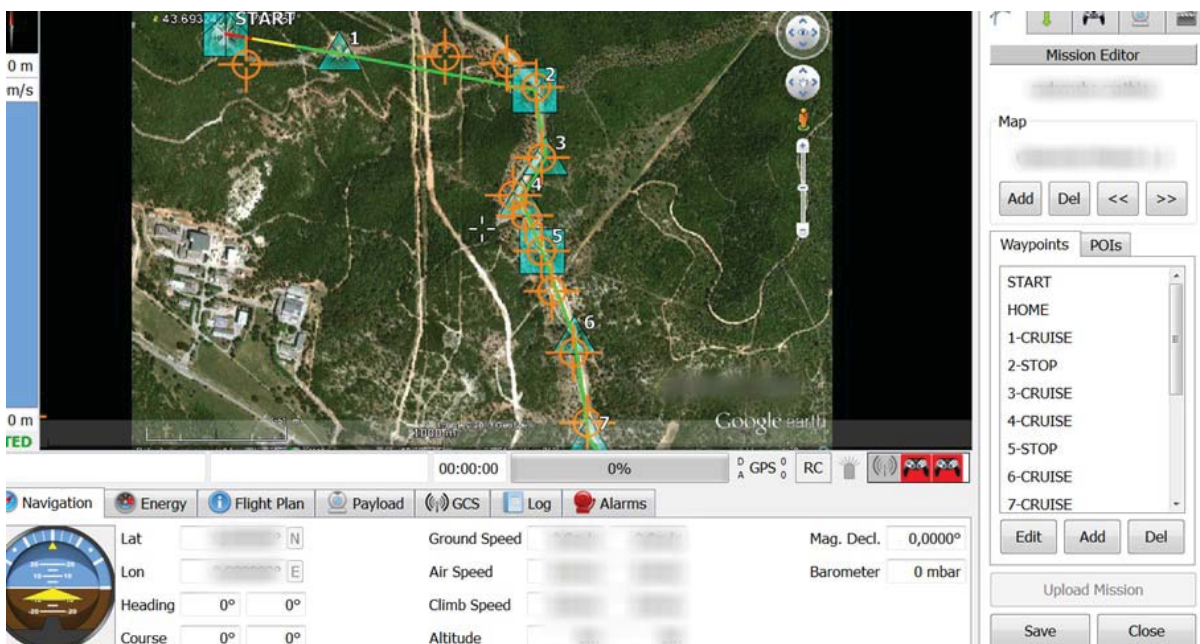 43.693
START
1
2
3
4
5
6
7
Google earth
0 m
m/s
0 m
TED
00:00:00
0%
D A GPS 0 0
RC
Navigation
Energy
Flight Plan
Payload
GCS
Log
Alarms
Lat
N
Lon
E
Heading
0°
0°
Course
0°
0°
Ground Speed
Air Speed
Climb Speed
Altitude
Mag. Decl.
0,0000°
Barometer
0 mbar
Mission Editor
Map
Add
Del
<<
>>
Waypoints
POIs
START
HOME
1-CRUISE
2-STOP
3-CRUISE
4-CRUISE
5-STOP
6-CRUISE
7-CRUISE
Edit
Add
Del
Upload Mission
Save
Close